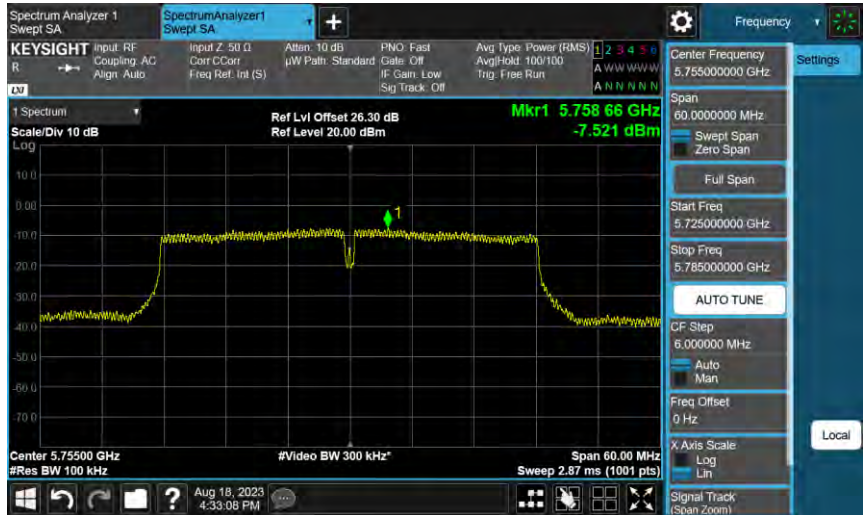 Spectrum Analyzer 1
Swept SA
SpectrumAnalyzer1
Swept SA
Frequency
KEYSIGHT
R
LXI
Input: RF
Coupling: AC
Align: Auto
Input Z: 50 Ω
Corr CCorr
Freq Ref: Int (S)
Atten: 10 dB
µW Path: Standard
PNO: Fast
Gate: Off
IF Gain: Low
Sig Track: Off
Avg Type: Power (RMS)
Avg|Hold: 100/100
Trig: Free Run
1 2 3 4 5 6
A W W W W W
A N N N N N
Center Frequency
5.755000000 GHz
Settings
1 Spectrum
Scale/Div 10 dB
Log
Ref Lvl Offset 26.30 dB
Ref Level 20.00 dBm
Mkr1 5.758 66 GHz
-7.521 dBm
Span
60.0000000 MHz
Swept Span
Zero Span
Full Span
Start Freq
5.725000000 GHz
Stop Freq
5.785000000 GHz
AUTO TUNE
CF Step
6.000000 MHz
Auto
Man
Freq Offset
0 Hz
X Axis Scale
Log
Lin
Signal Track
(Span Zoom)
Local
10.0
0.00
-10.0
-20.0
-30.0
-40.0
-50.0
-60.0
-70.0
1
Center 5.75500 GHz
#Res BW 100 kHz
#Video BW 300 kHz*
Span 60.00 MHz
Sweep 2.87 ms (1001 pts)
?
Aug 18, 2023
4:33:08 PM